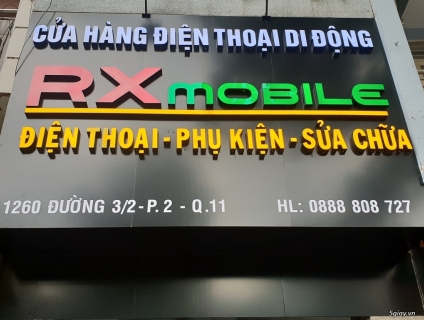 CỬA HÀNG ĐIỆN THOẠI DI ĐỘNG
RX MOBILE
ĐIỆN THOẠI - PHỤ KIỆN - SỬA CHỮA
1260 ĐƯỜNG 3/2 - P. 2 - Q.11 HL: 0888 808 727
5giay.vn